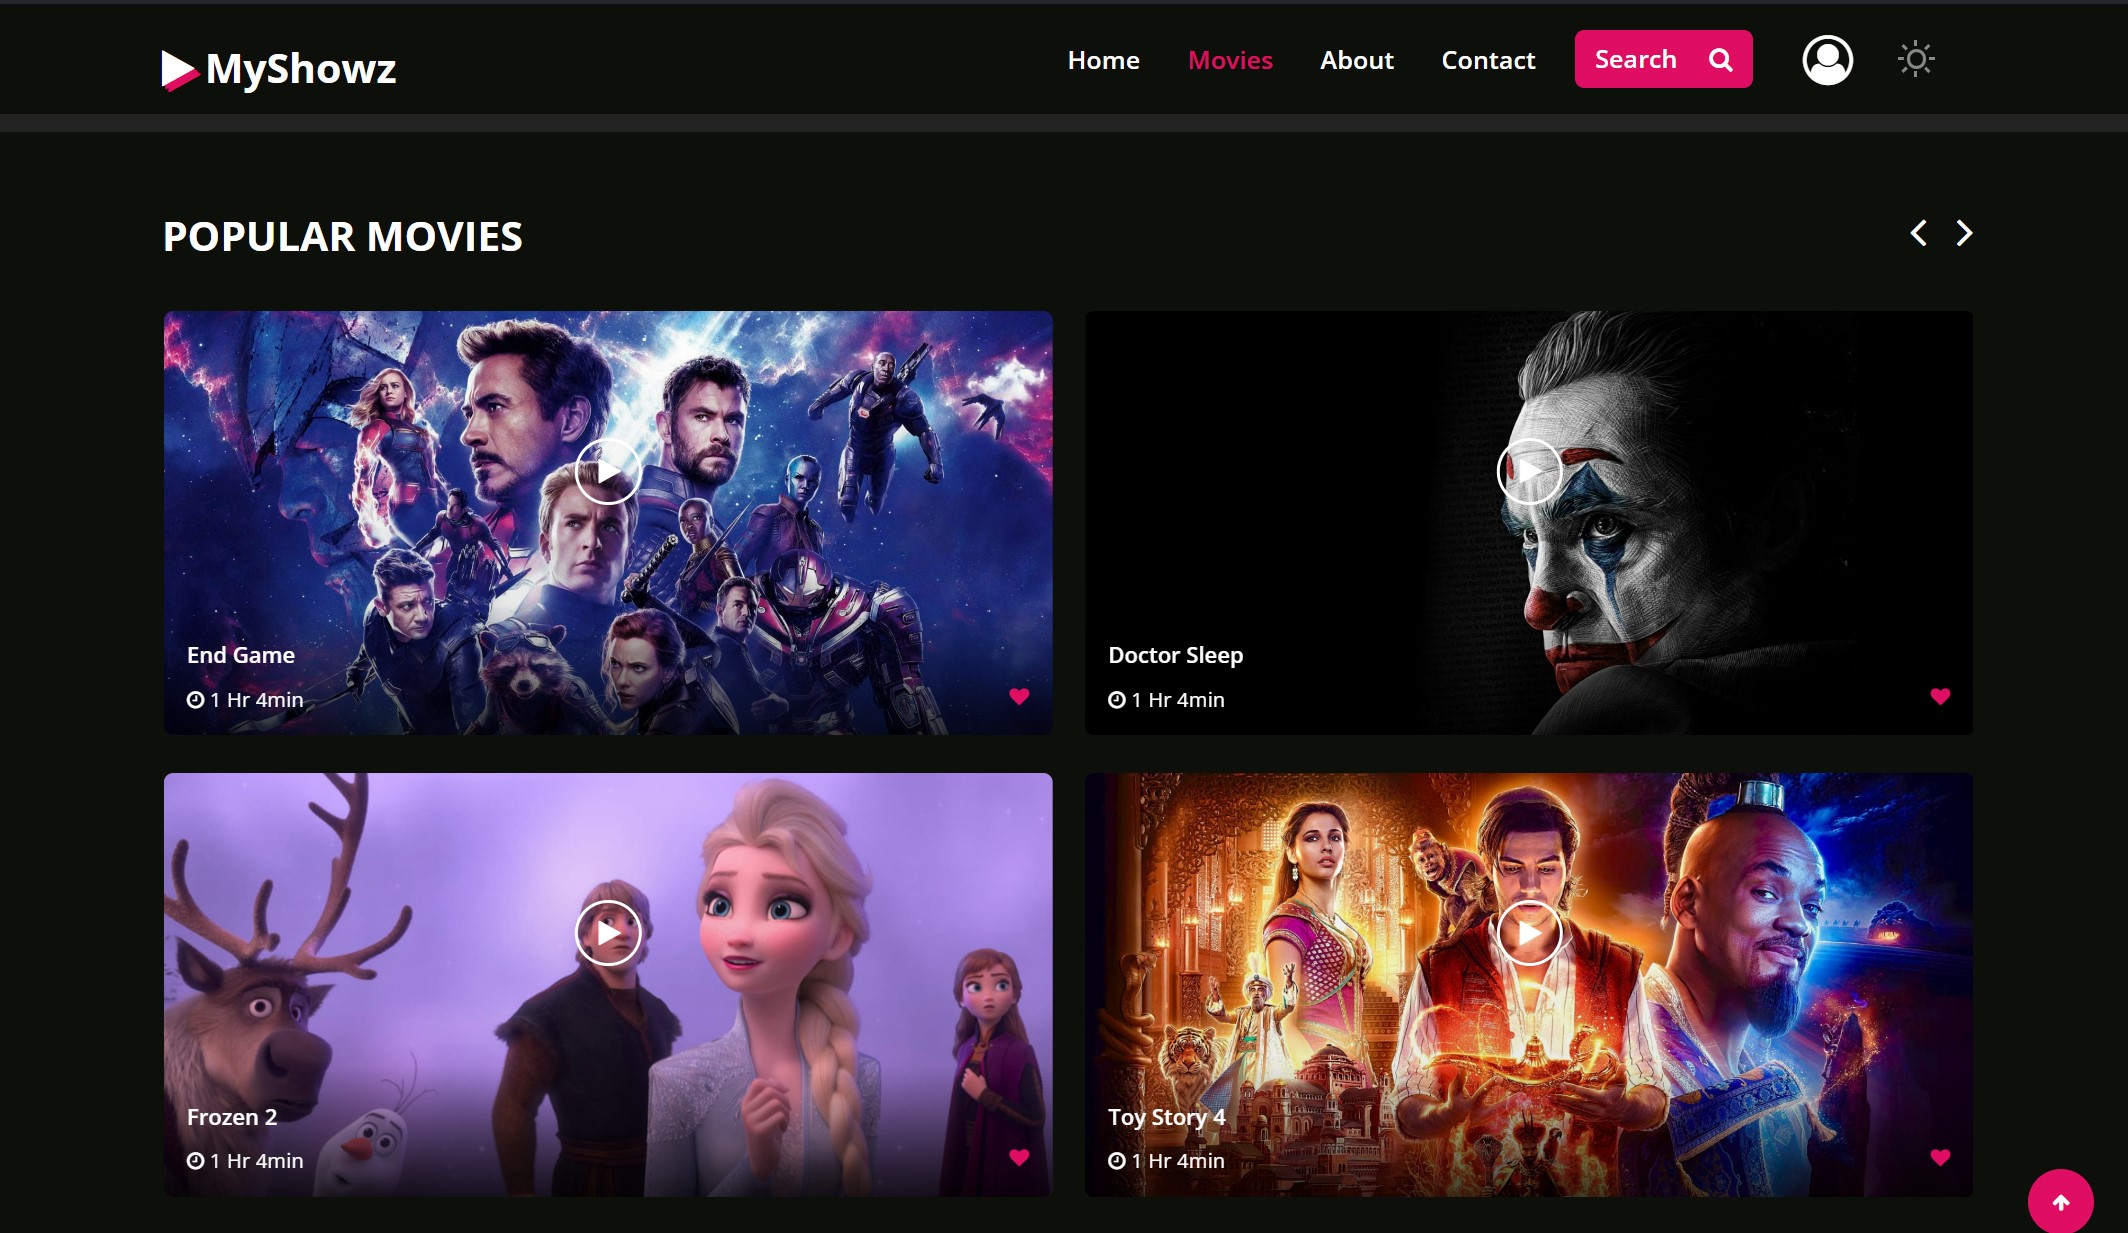 MyShowz
Home Movies About Contact Search
POPULAR MOVIES
End Game
1 Hr 4min
Doctor Sleep
1 Hr 4min
Frozen 2
1 Hr 4min
Toy Story 4
1 Hr 4min